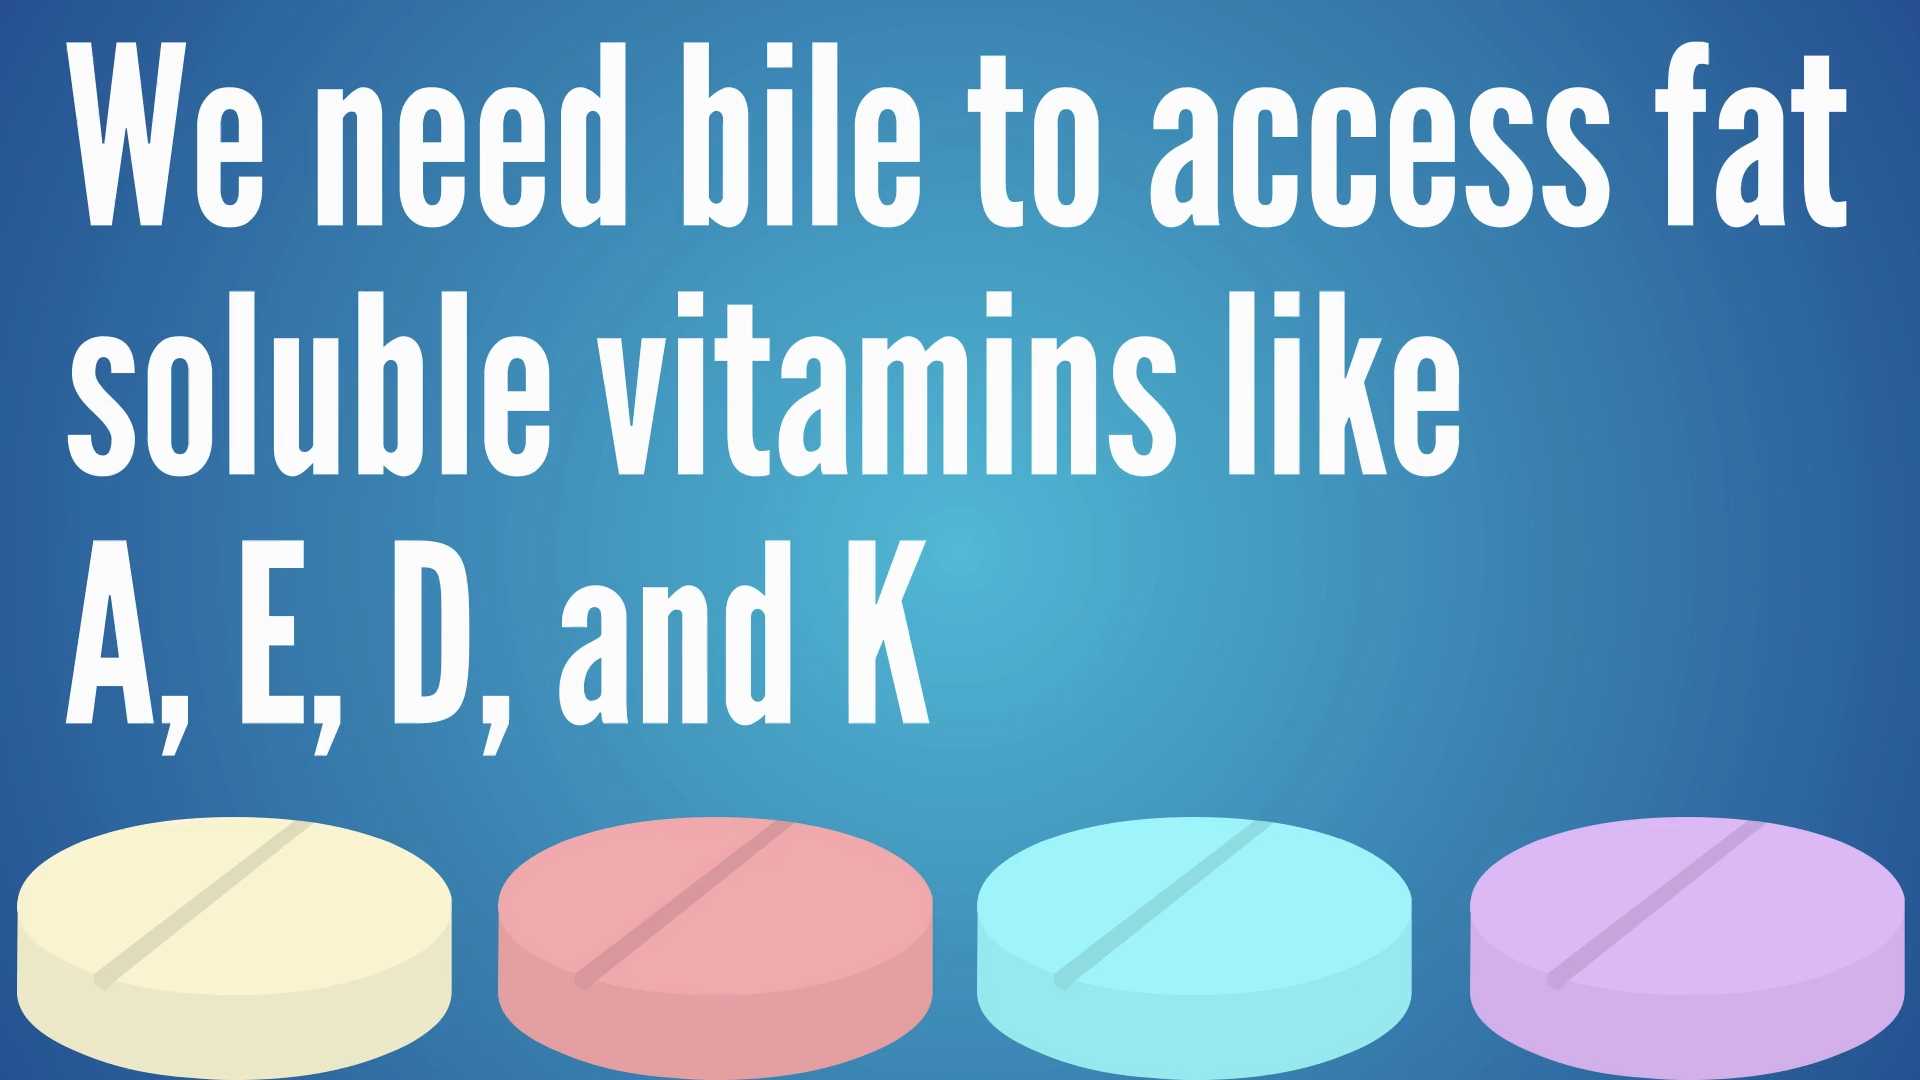 We need bile to access fat
soluble vitamins like
A, E, D, and K